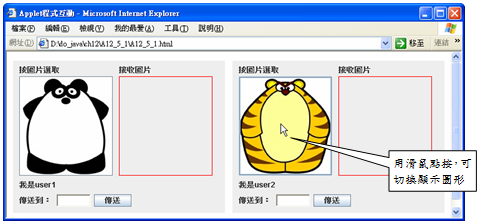 Applet程式互動 - Microsoft Internet Explorer
檔案(F) 編輯(E) 檢視(V) 我的最愛(A) 工具(T) 說明(H)
網址(D) D:\lo_java\ch12\A12_5_1\A12_5_1.html 移至 連結 »
按圖片選取 接收圖片
我是user1
傳送到： 傳送
按圖片選取 接收圖片
我是user2
傳送到： 傳送
用滑鼠點按，可
切換顯示圖形